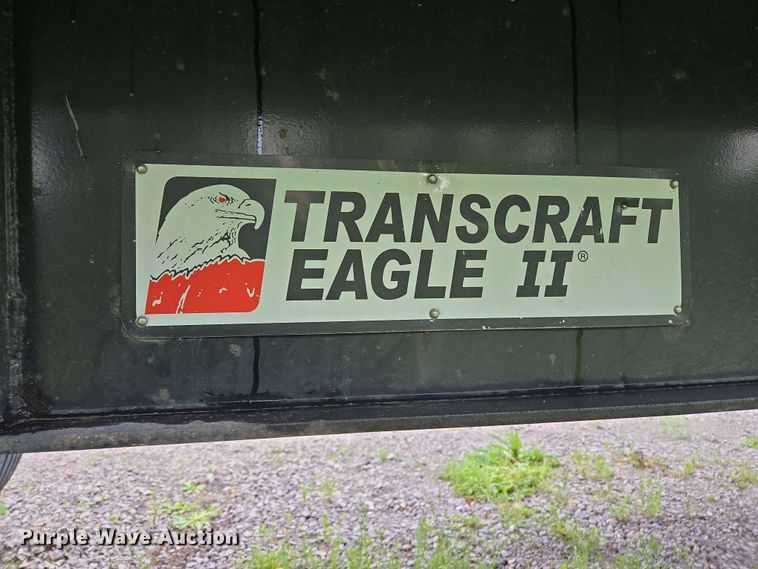 TRANSCRAFT
EAGLE II®
Purple Wave Auction